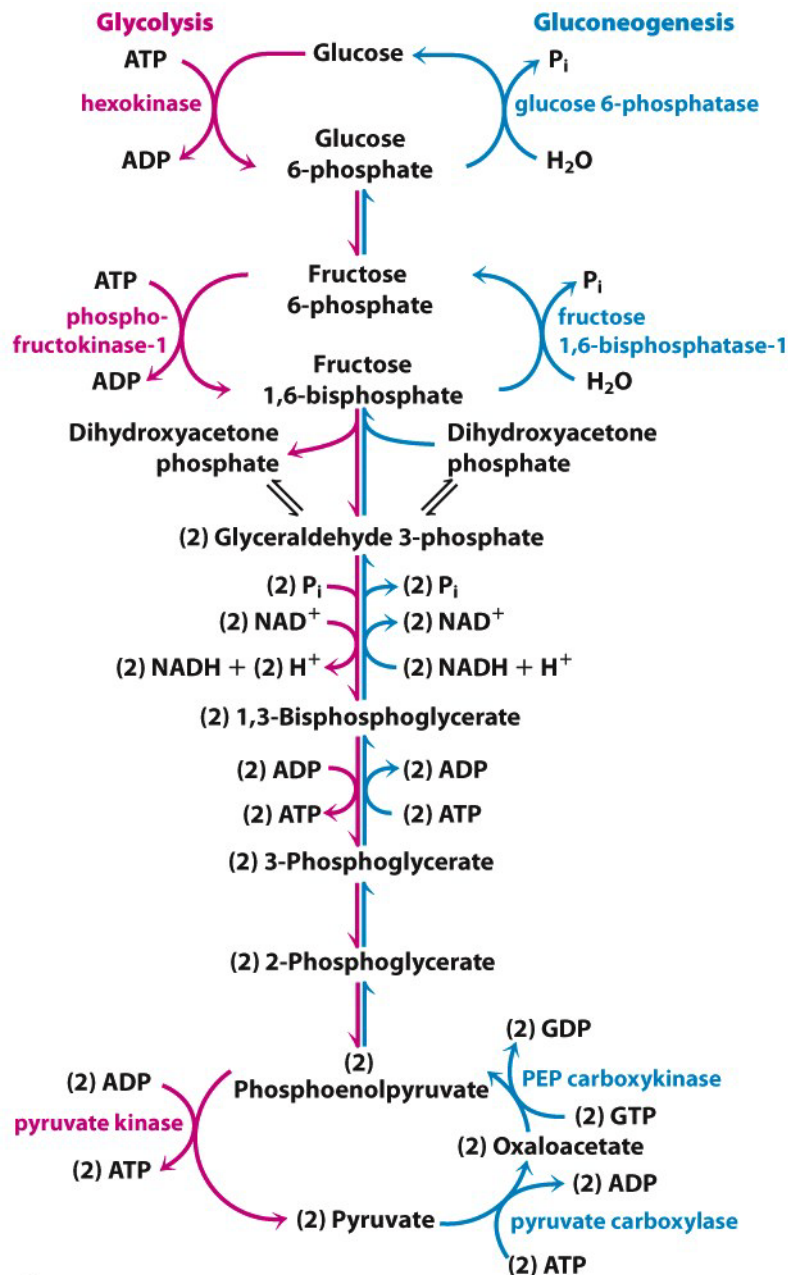 Glycolysis
Gluconeogenesis
ATP
Glucose
Pi
hexokinase
glucose 6-phosphatase
ADP
Glucose
6-phosphate
H2O
ATP
Fructose
6-phosphate
Pi
phospho-
fructokinase-1
fructose
1,6-bisphosphatase-1
ADP
Fructose
1,6-bisphosphate
H2O
Dihydroxyacetone
phosphate
Dihydroxyacetone
phosphate
(2) Glyceraldehyde 3-phosphate
(2) Pi
(2) Pi
(2) NAD+
(2) NAD+
(2) NADH + (2) H+
(2) NADH + H+
(2) 1,3-Bisphosphoglycerate
(2) ADP
(2) ADP
(2) ATP
(2) ATP
(2) 3-Phosphoglycerate
(2) 2-Phosphoglycerate
(2)
Phosphoenolpyruvate
(2) GDP
(2) ADP
PEP carboxykinase
pyruvate kinase
(2) GTP
(2) Oxaloacetate
(2) ATP
(2) ADP
(2) Pyruvate
pyruvate carboxylase
(2) ATP